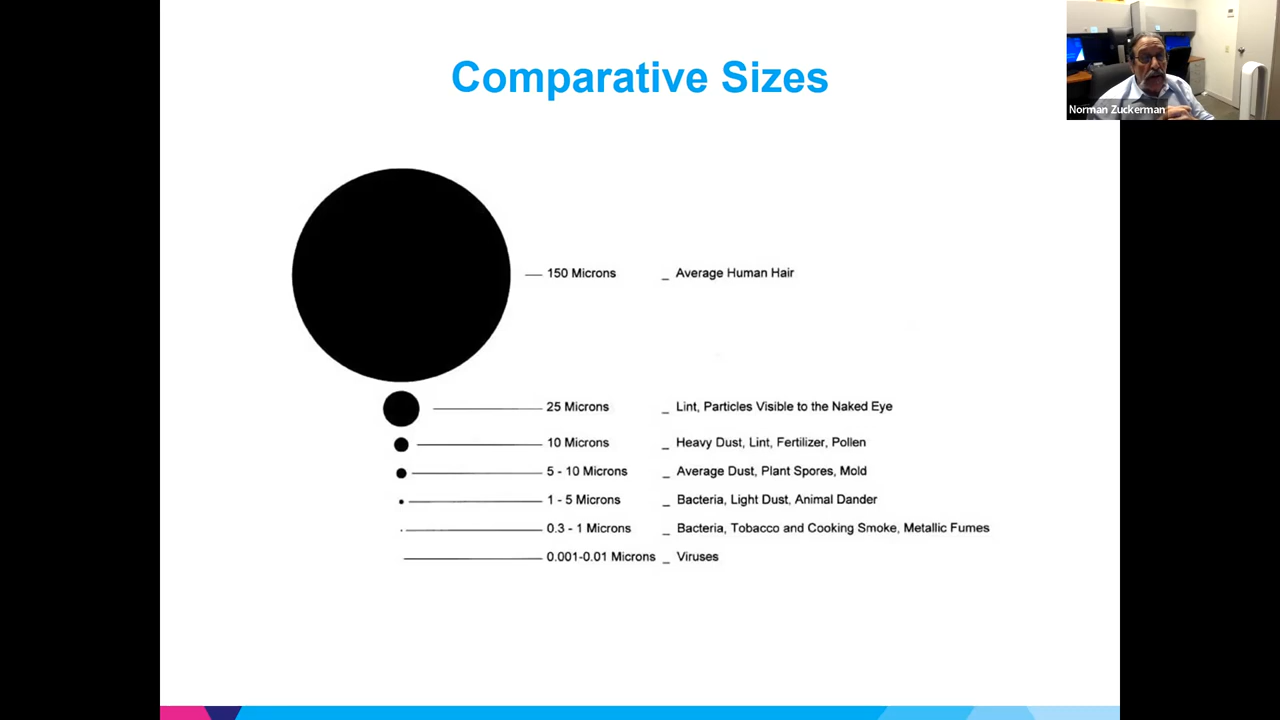 Comparative Sizes
Norman Zuckerman
150 Microns _ Average Human Hair
25 Microns _ Lint, Particles Visible to the Naked Eye
10 Microns _ Heavy Dust, Lint, Fertilizer, Pollen
5 - 10 Microns _ Average Dust, Plant Spores, Mold
1 - 5 Microns _ Bacteria, Light Dust, Animal Dander
0.3 - 1 Microns _ Bacteria, Tobacco and Cooking Smoke, Metallic Fumes
0.001-0.01 Microns _ Viruses